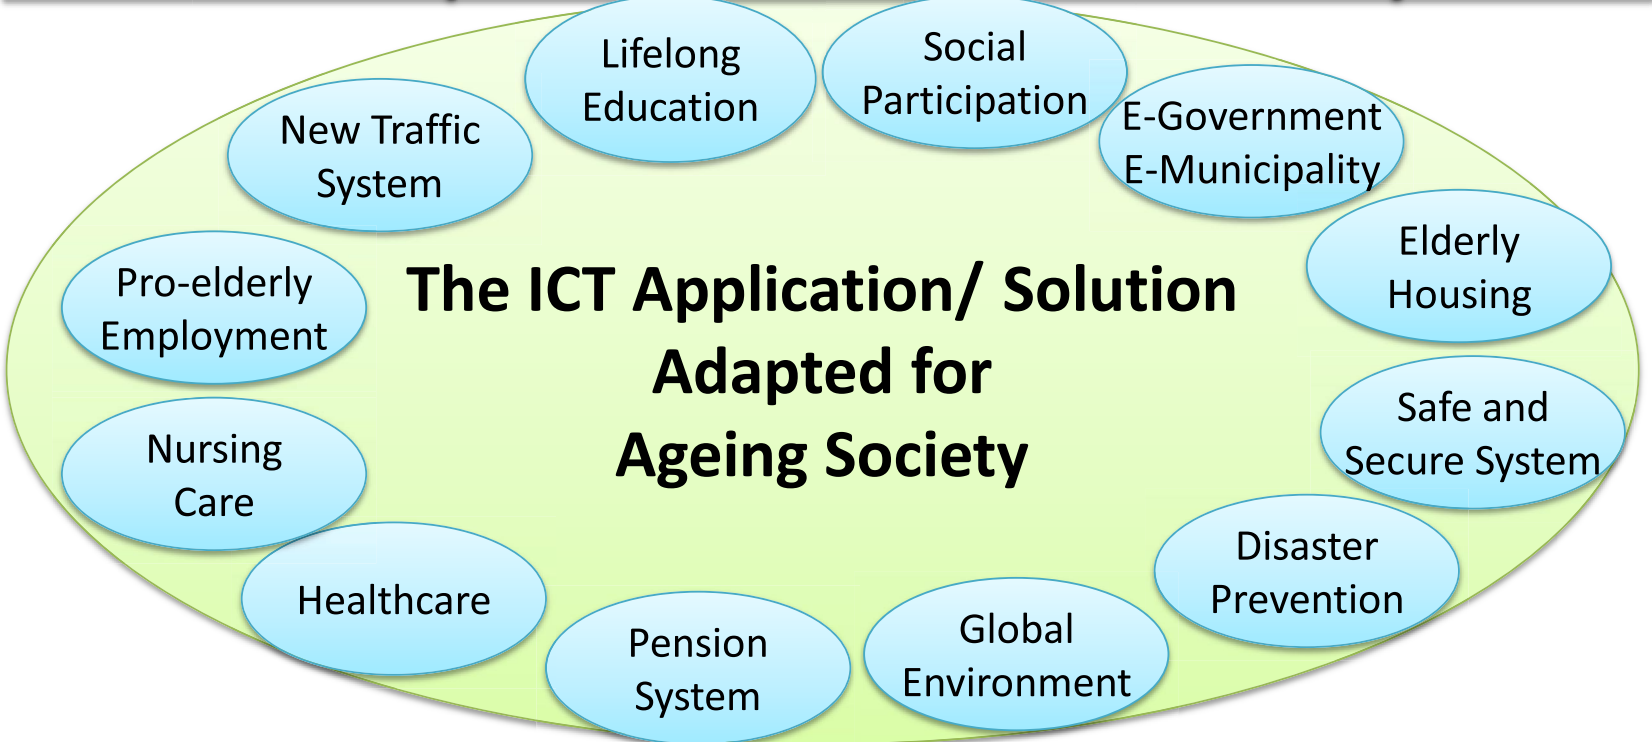 Lifelong
Education
Social
Participation
E-Government
E-Municipality
New Traffic
System
Elderly
Housing
Pro-elderly
Employment
The ICT Application/ Solution
Adapted for
Ageing Society
Safe and
Secure System
Nursing
Care
Disaster
Prevention
Healthcare
Pension
System
Global
Environment